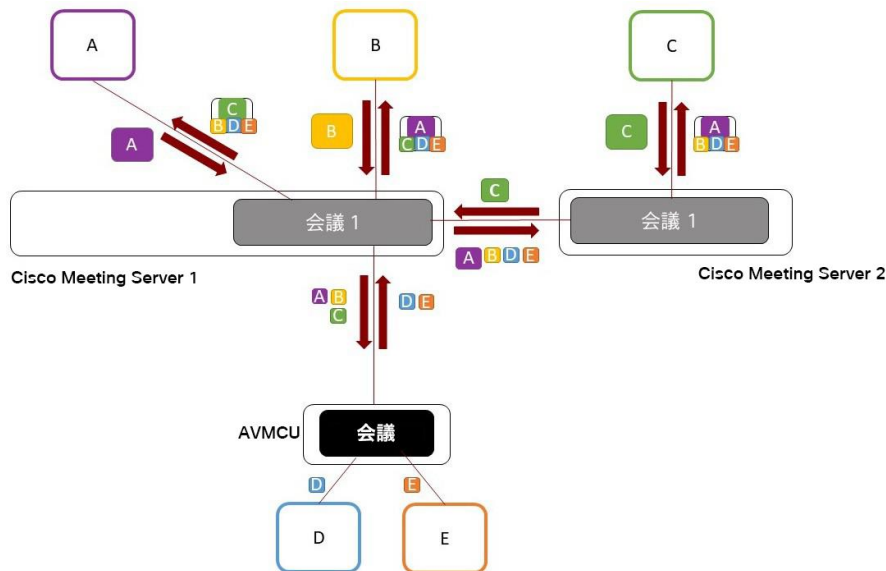 A
B
C
C
B D E
A
B
A
C D E
C
A
B D E
会議 1
C
会議 1
A B D E
Cisco Meeting Server 1
Cisco Meeting Server 2
A B
C
D E
AVMCU
会議
D
E
D
E